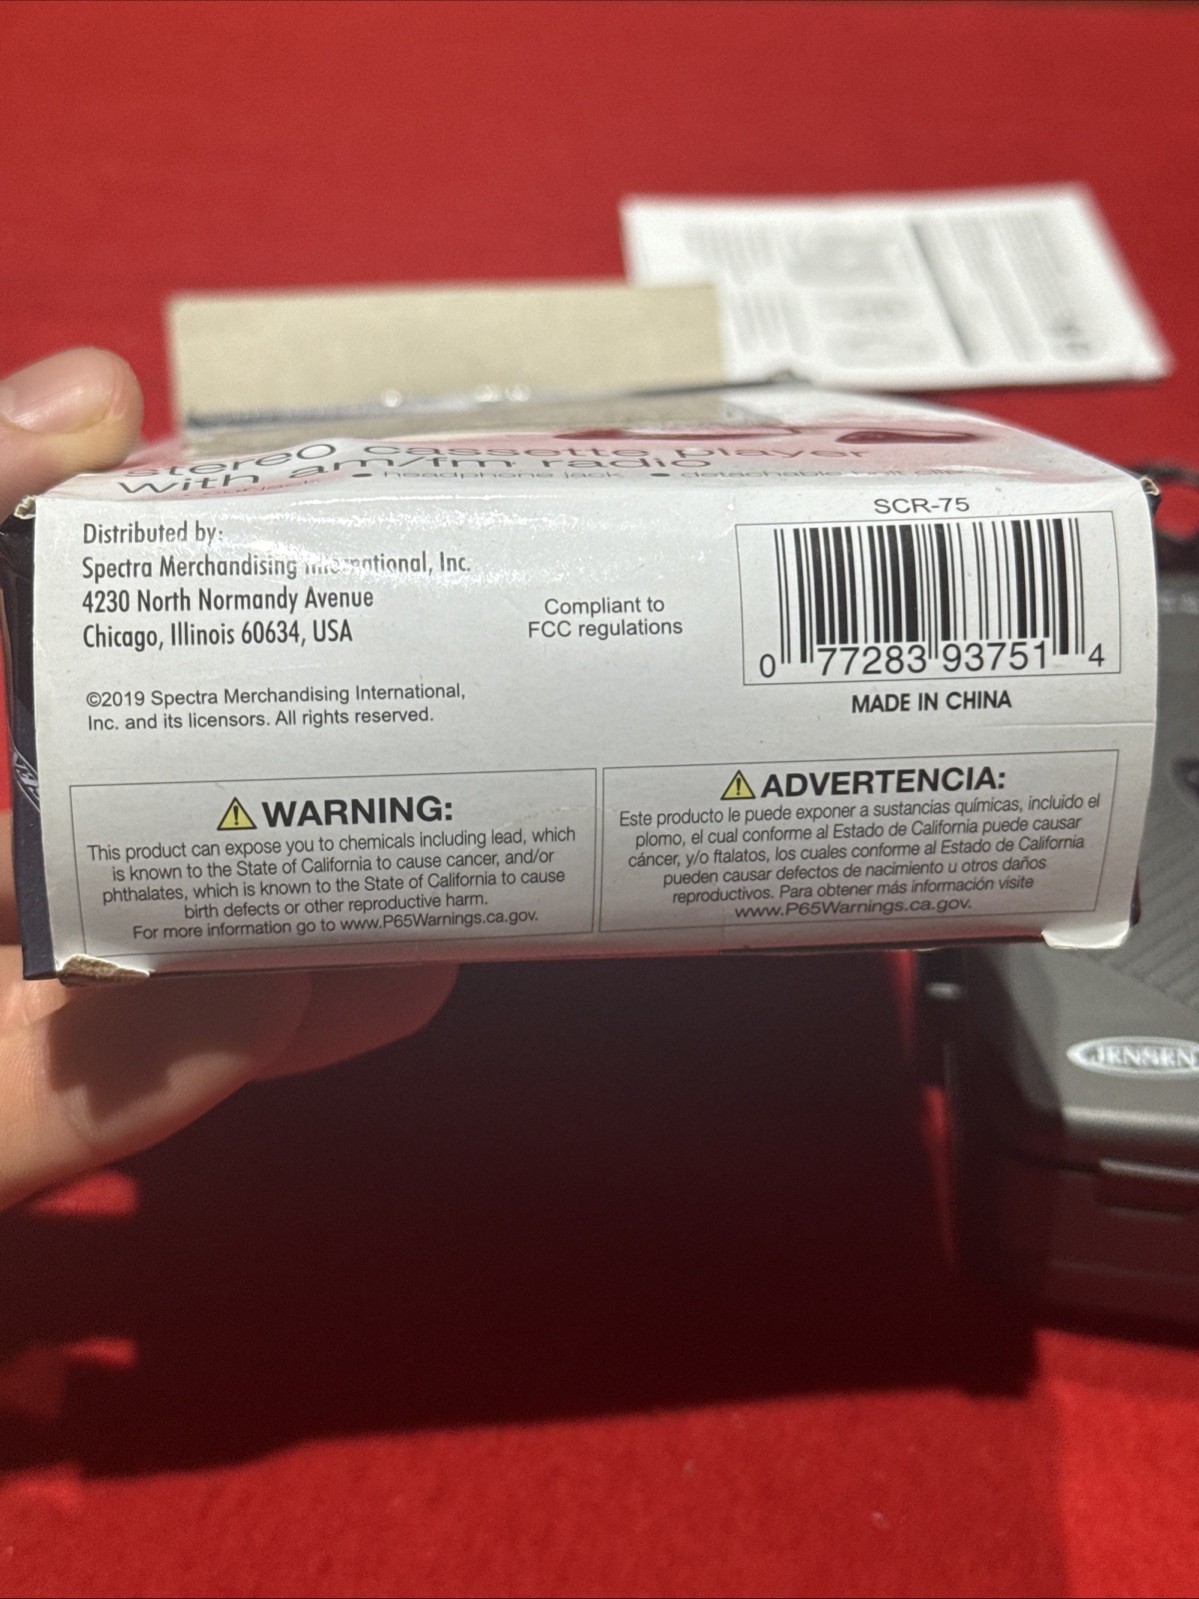 stereo cassette player
with am/fm radio
• headphone jack • detachable
SCR-75
Distributed by:
Spectra Merchandising International, Inc.
4230 North Normandy Avenue
Chicago, Illinois 60634, USA
Compliant to
FCC regulations
0 77283 93751 4
MADE IN CHINA
©2019 Spectra Merchandising International,
Inc. and its licensors. All rights reserved.
WARNING:
This product can expose you to chemicals including lead, which
is known to the State of California to cause cancer, and/or
phthalates, which is known to the State of California to cause
birth defects or other reproductive harm.
For more information go to www.P65Warnings.ca.gov.
ADVERTENCIA:
Este producto le puede exponer a sustancias químicas, incluido el
plomo, el cual conforme al Estado de California puede causar
cáncer, y/o ftalatos, los cuales conforme al Estado de California
pueden causar defectos de nacimiento u otros daños
reproductivos. Para obtener más información visite
www.P65Warnings.ca.gov.
JENSEN